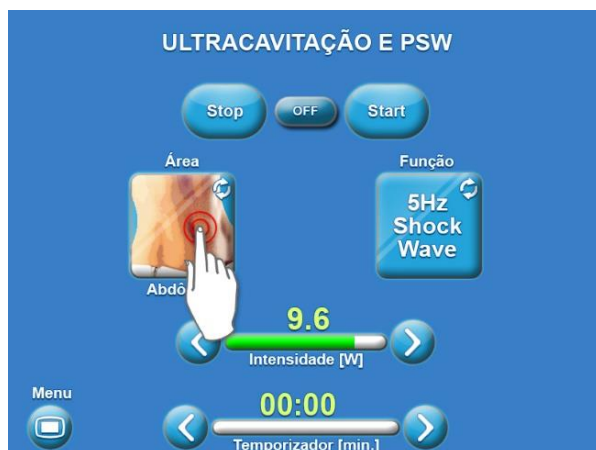 ULTRACAVITAÇÃO E PSW
Stop
OFF
Start
Área
Função
5Hz
Shock
Wave
9.6
Intensidade [W]
Menu
00:00
Temporizador [min.]